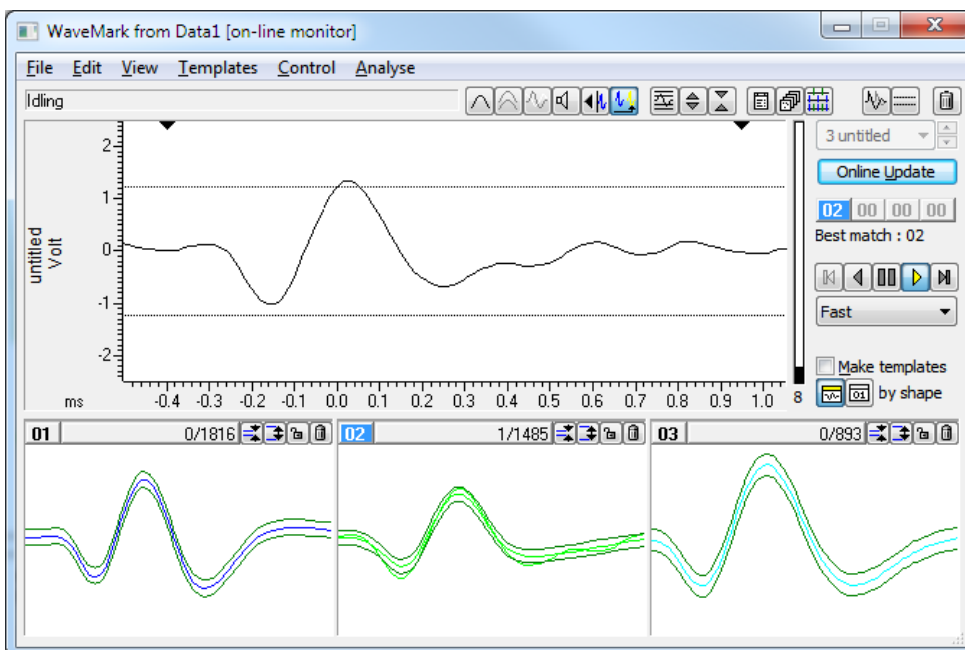 WaveMark from Data1 [on-line monitor]
File Edit View Templates Control Analyse
Idling
3 untitled
Online Update
02 00 00 00
Best match : 02
Fast
Make templates
01 by shape
untitled
Volt
2
1
0
-1
-2
ms -0.4 -0.3 -0.2 -0.1 0.0 0.1 0.2 0.3 0.4 0.5 0.6 0.7 0.8 0.9 1.0 8
01 0/1816 02 1/1485 03 0/893